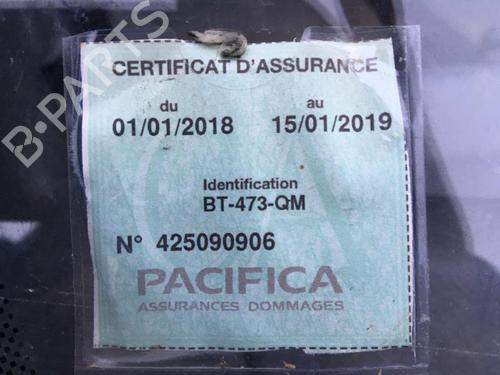 B-PARTS
CERTIFICAT D'ASSURANCE
du au
01/01/2018 15/01/2019
Identification
BT-473-QM
N° 425090906
PACIFICA
ASSURANCES DOMMAGES